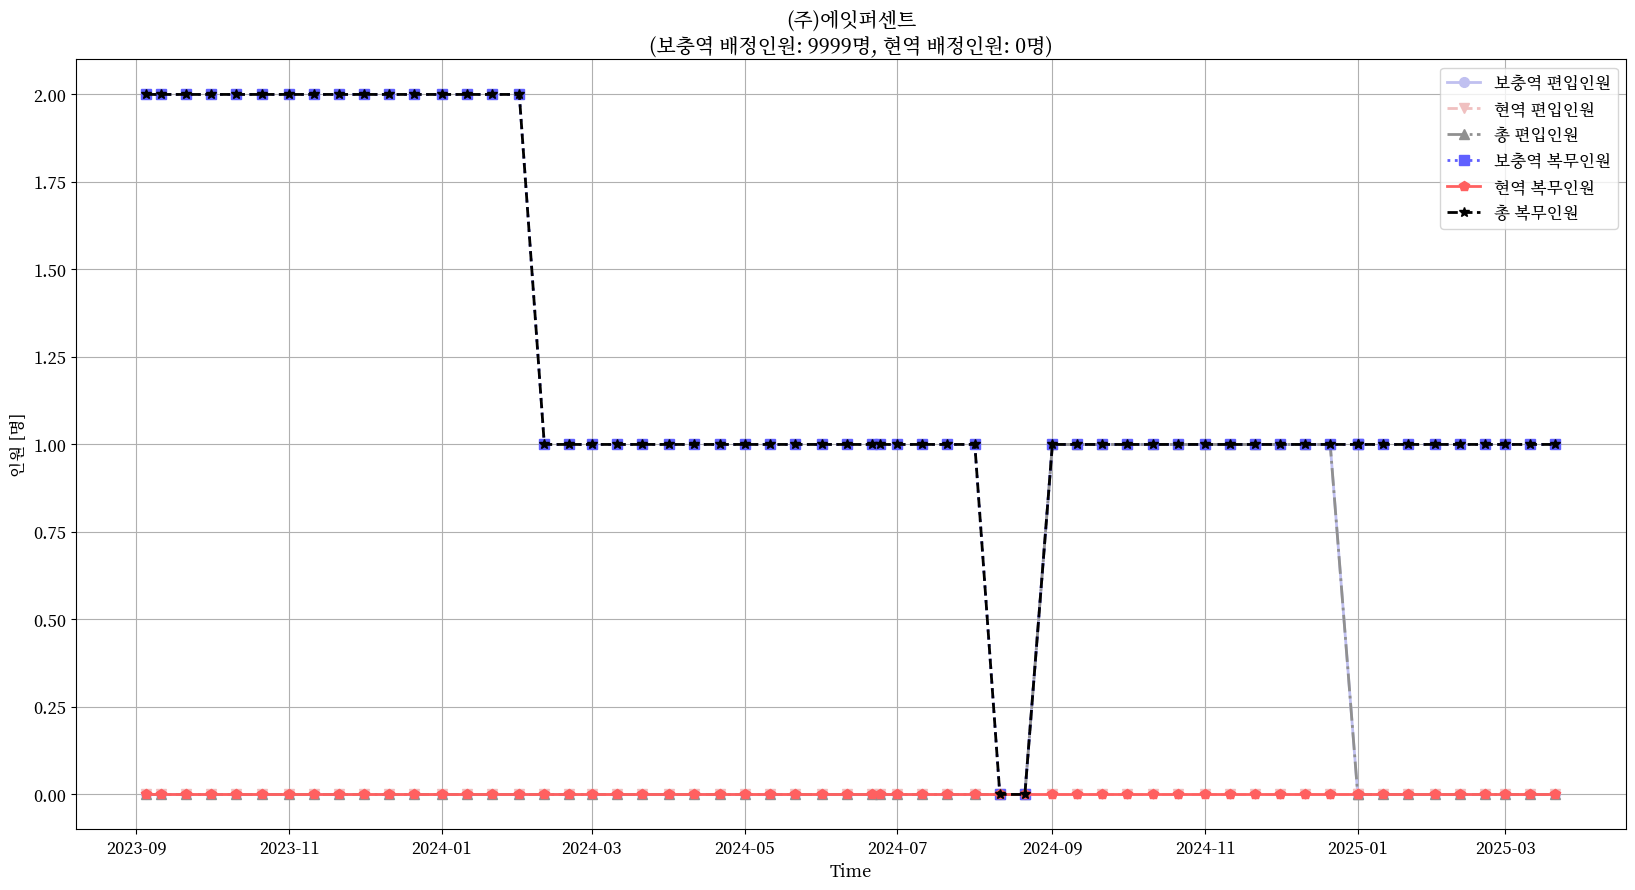 (주)에잇퍼센트
(보충역 배정인원: 9999명, 현역 배정인원: 0명)
보충역 편입인원
현역 편입인원
총 편입인원
보충역 복무인원
현역 복무인원
총 복무인원
2.00
1.75
1.50
1.25
1.00
0.75
0.50
0.25
0.00
인원 [명]
2023-09 2023-11 2024-01 2024-03 2024-05 2024-07 2024-09 2024-11 2025-01 2025-03
Time